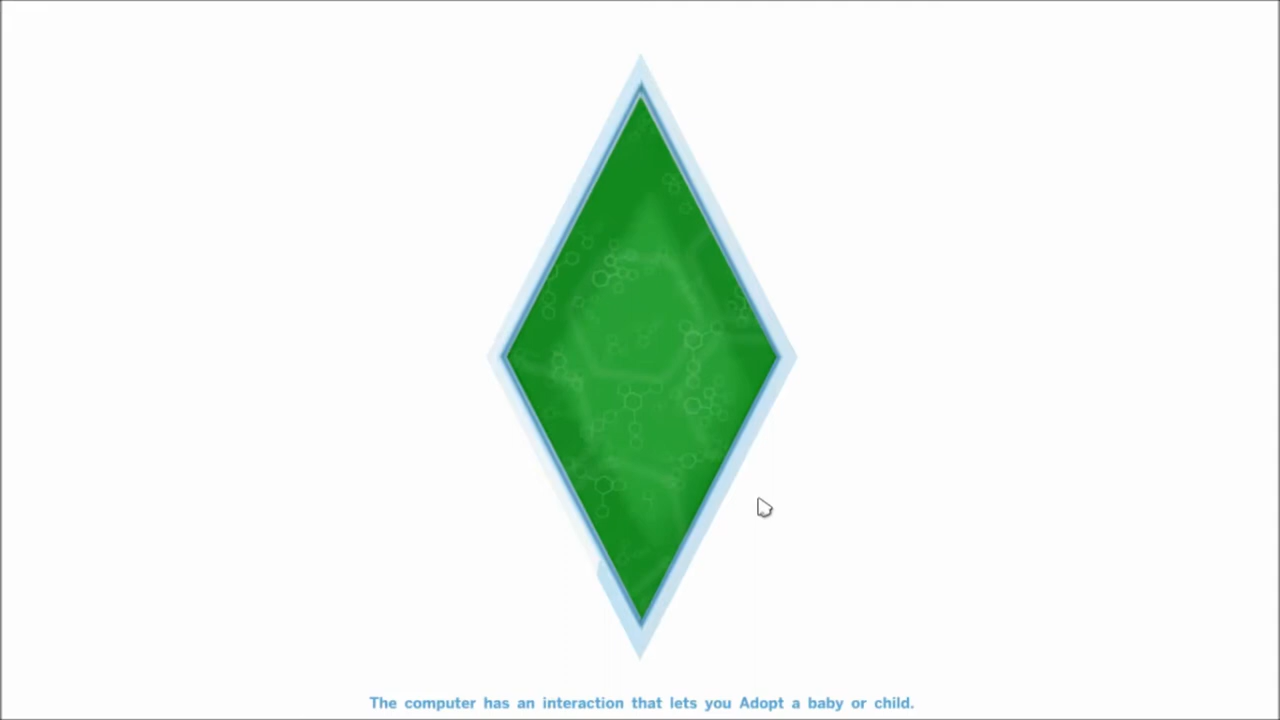 The computer has an interaction that lets you Adopt a baby or child.